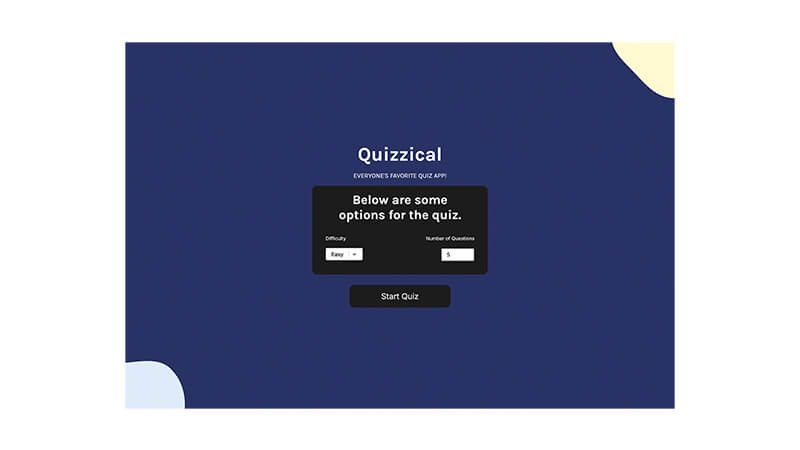 Quizzical
EVERYONE'S FAVORITE QUIZ APP!
Below are some
options for the quiz.
Difficulty
Number of Questions
Easy
5
Start Quiz